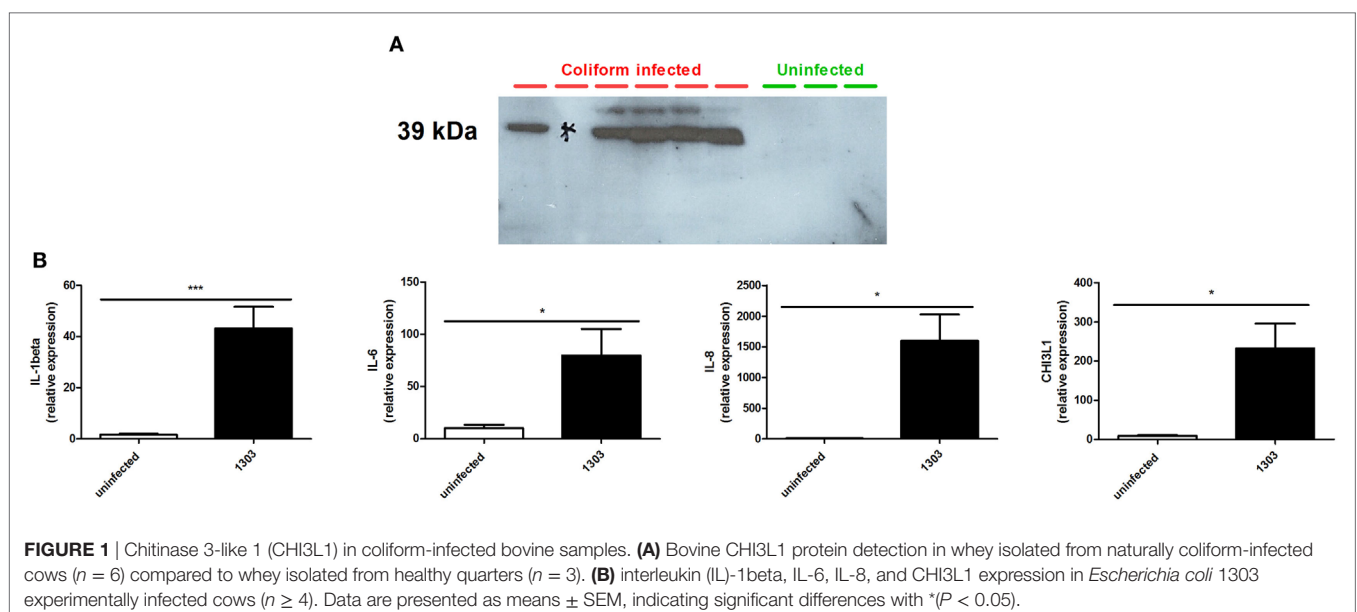 A
Coliform infected
Uninfected
39 kDa
*
B
IL-1beta
(relative expression)
60
40
20
0
***
uninfected
1303
IL-6
(relative expression)
150
100
50
0
*
uninfected
1303
IL-8
(relative expression)
2500
2000
1500
1000
500
0
*
uninfected
1303
CHI3L1
(relative expression)
400
300
200
100
0
*
uninfected
1303
FIGURE 1 | Chitinase 3-like 1 (CHI3L1) in coliform-infected bovine samples. (A) Bovine CHI3L1 protein detection in whey isolated from naturally coliform-infected
cows (n = 6) compared to whey isolated from healthy quarters (n = 3). (B) interleukin (IL)-1beta, IL-6, IL-8, and CHI3L1 expression in Escherichia coli 1303
experimentally infected cows (n ≥ 4). Data are presented as means ± SEM, indicating significant differences with *(P < 0.05).